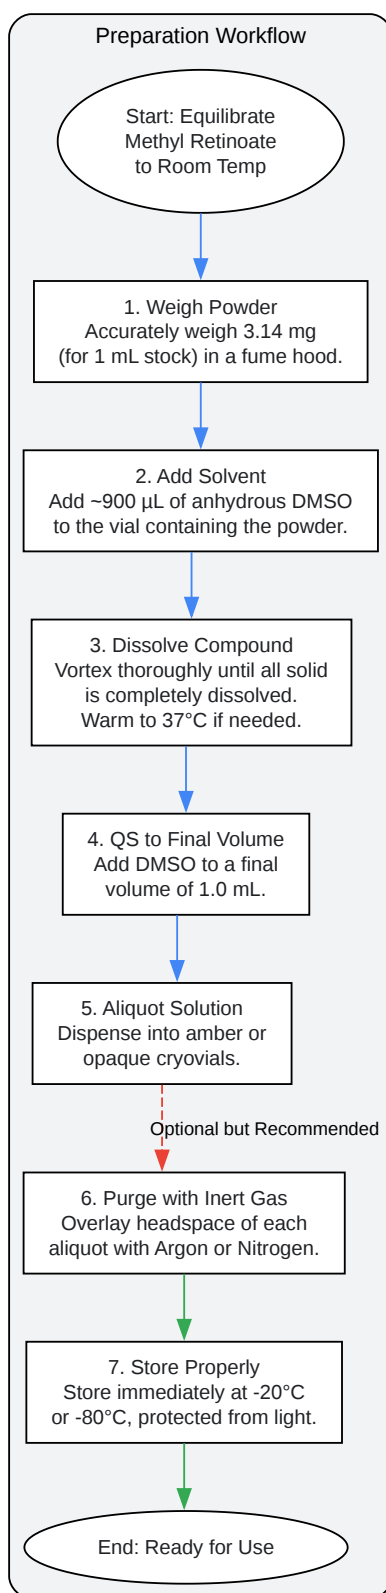 Preparation Workflow
Start: Equilibrate
Methyl Retinoate
to Room Temp
1. Weigh Powder
Accurately weigh 3.14 mg
(for 1 mL stock) in a fume hood.
2. Add Solvent
Add ~900 µL of anhydrous DMSO
to the vial containing the powder.
3. Dissolve Compound
Vortex thoroughly until all solid
is completely dissolved.
Warm to 37°C if needed.
4. QS to Final Volume
Add DMSO to a final
volume of 1.0 mL.
5. Aliquot Solution
Dispense into amber or
opaque cryovials.
Optional but Recommended
6. Purge with Inert Gas
Overlay headspace of each
aliquot with Argon or Nitrogen.
7. Store Properly
Store immediately at -20°C
or -80°C, protected from light.
End: Ready for Use